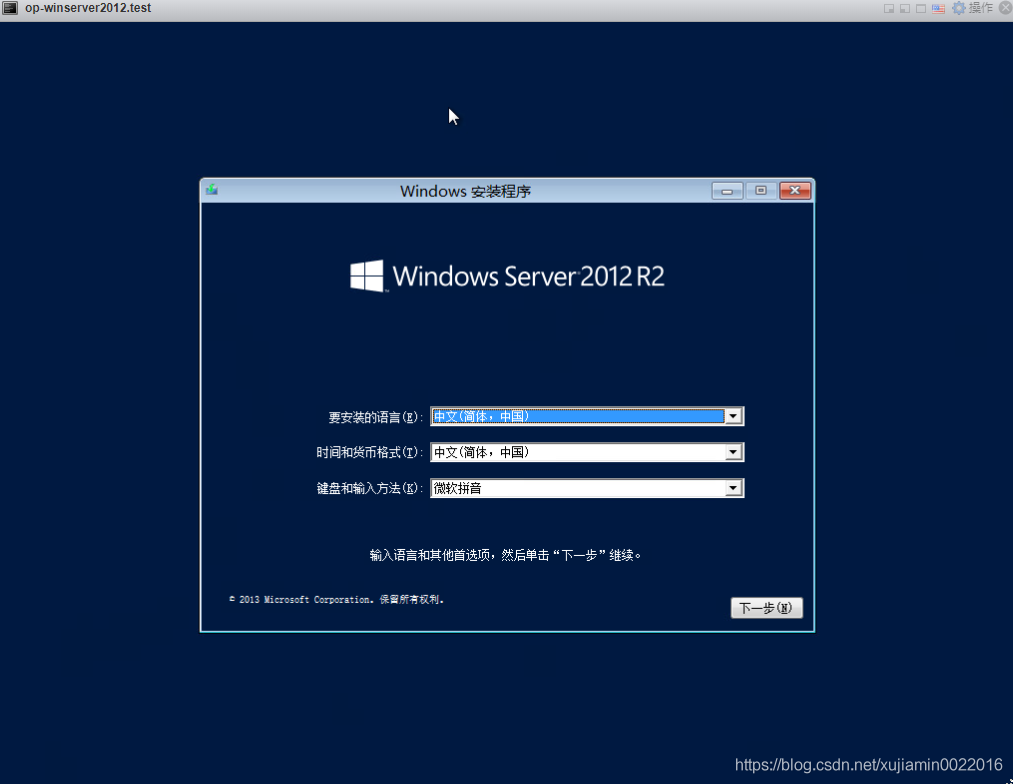 op-winserver2012.test
操作
Windows 安装程序
Windows Server 2012 R2
要安装的语言(E): 中文(简体，中国)
时间和货币格式(T): 中文(简体，中国)
键盘和输入方法(K): 微软拼音
输入语言和其他首选项，然后单击“下一步”继续。
© 2013 Microsoft Corporation. 保留所有权利.
下一步(N)
https://blog.csdn.net/xujiamin0022016